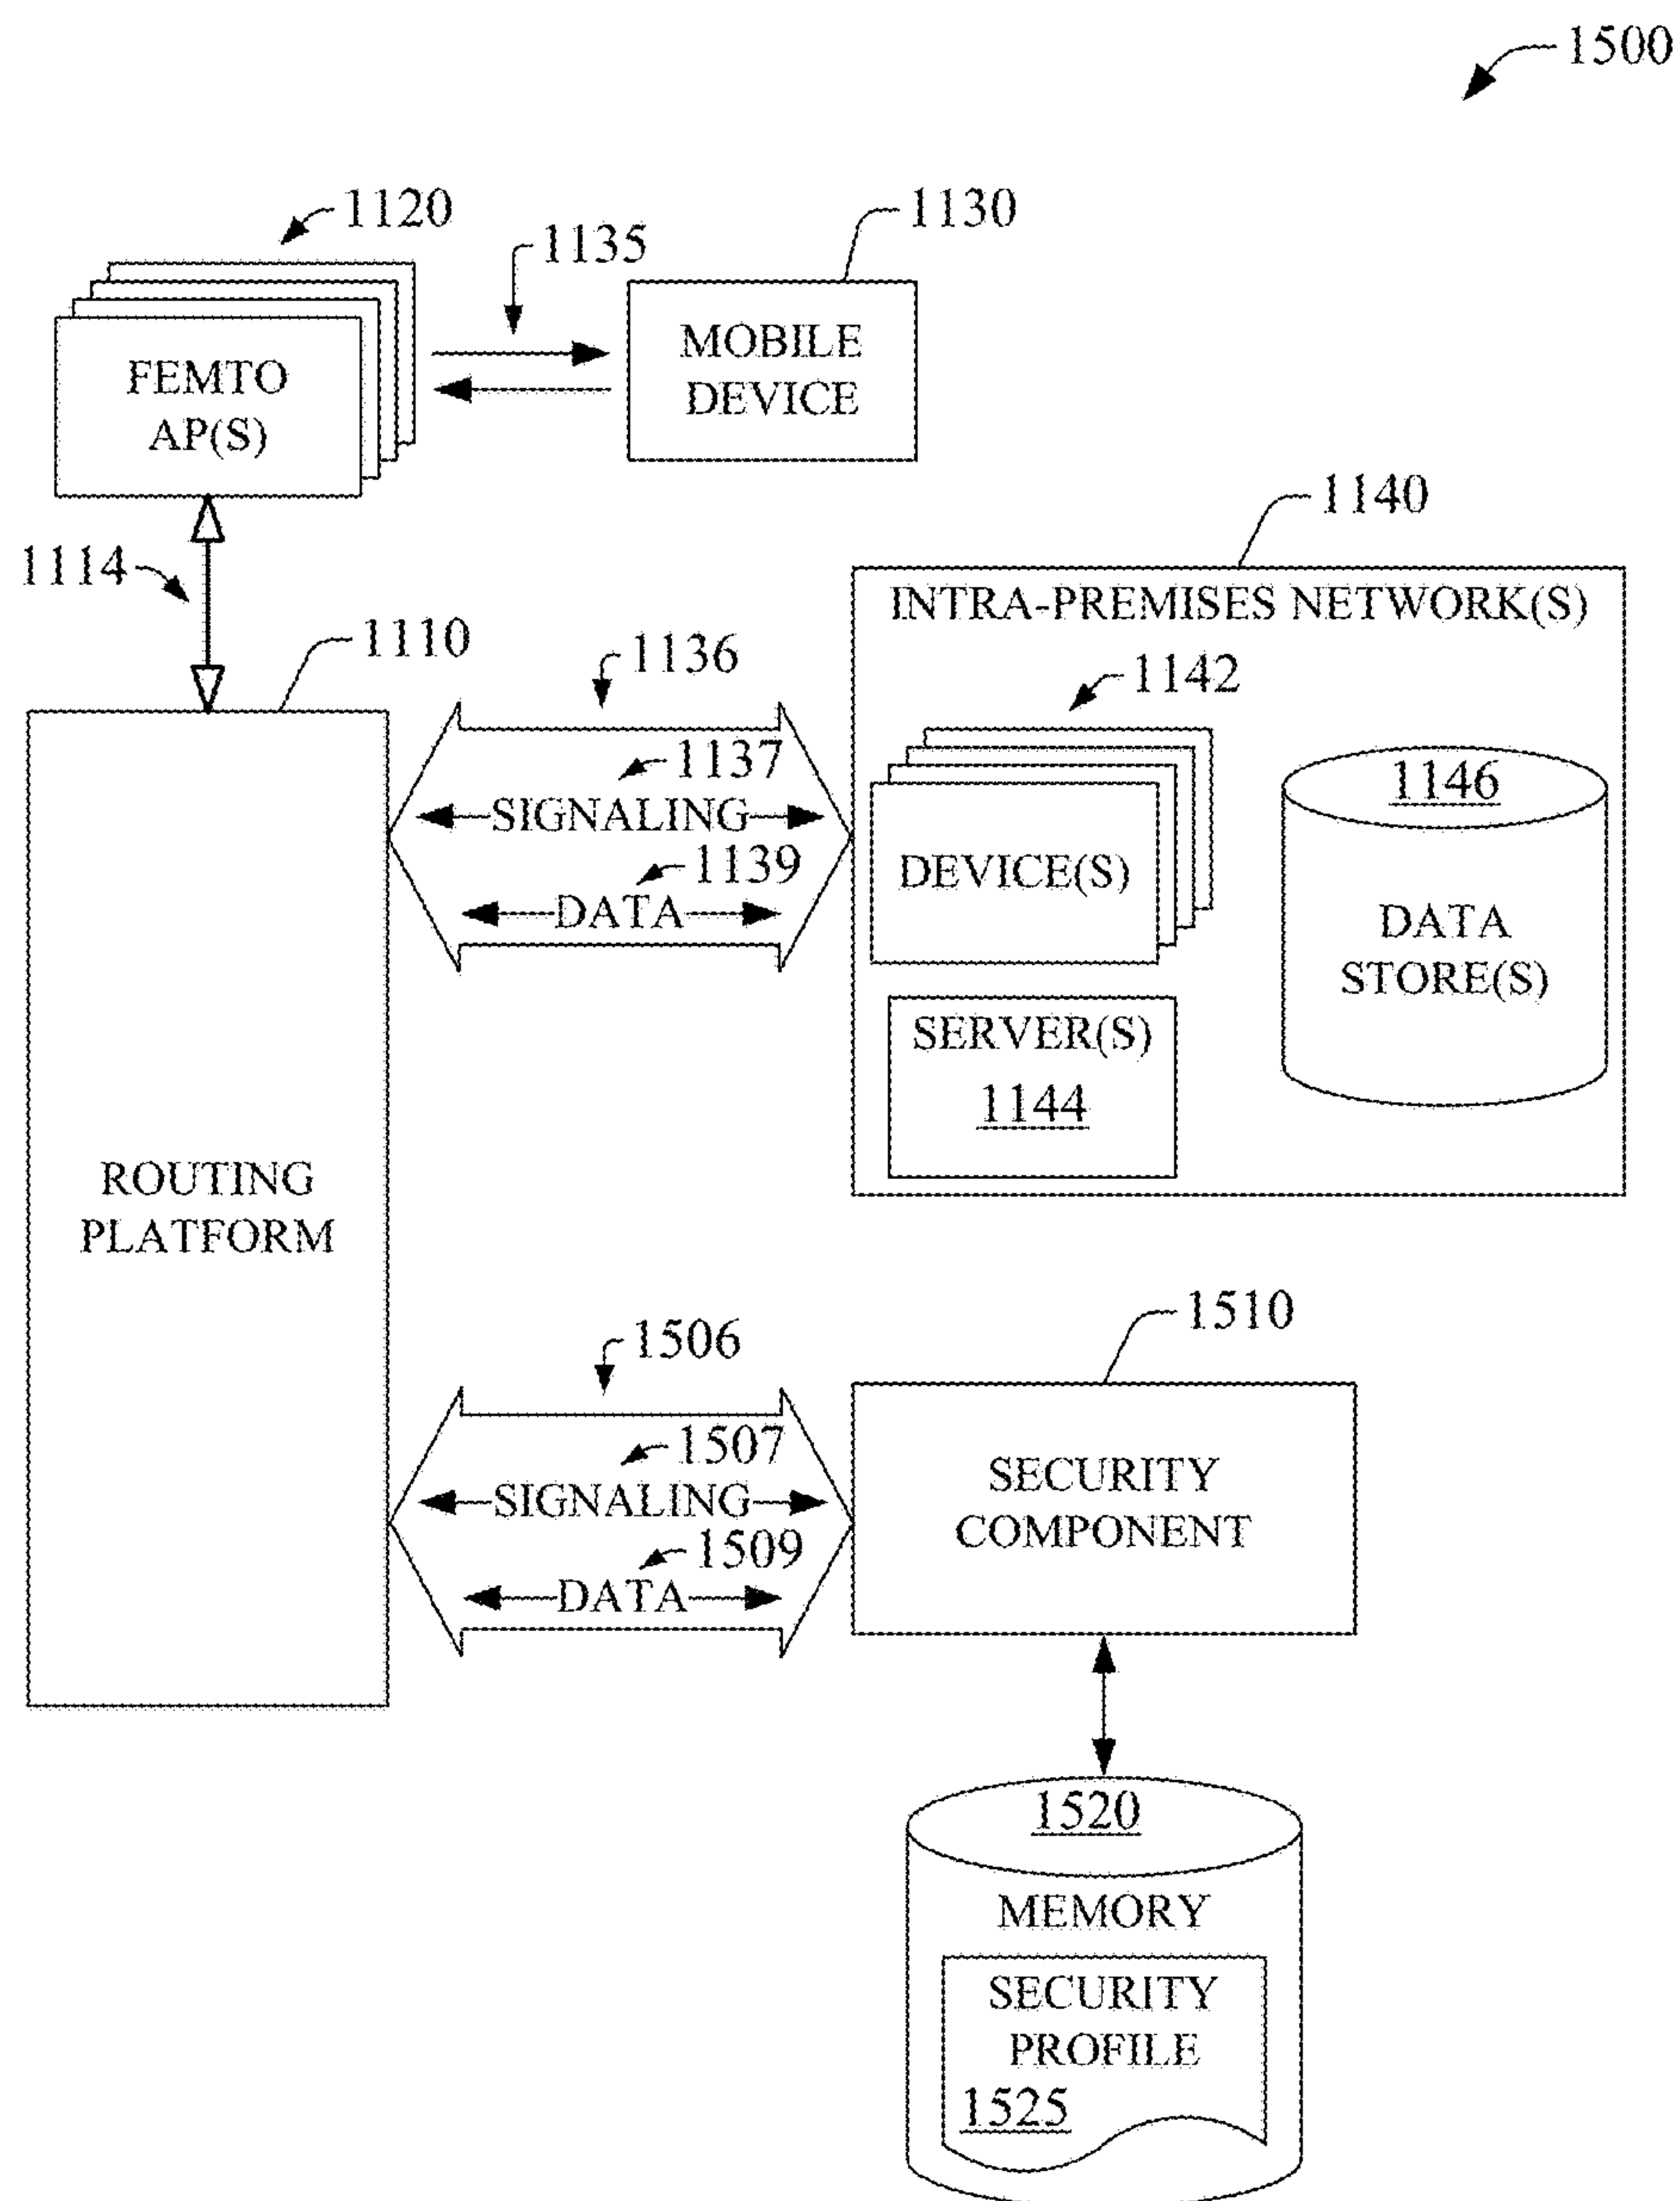 1500
1120
1135
1130
FEMTO
AP(S)
MOBILE
DEVICE
1140
1114
1110
1136
INTRA-PREMISES NETWORK(S)
1142
1137
SIGNALING
1139
DATA
DEVICE(S)
1146
DATA
STORE(S)
SERVER(S)
1144
ROUTING
PLATFORM
1510
1506
1507
SIGNALING
1509
DATA
SECURITY
COMPONENT
1520
MEMORY
SECURITY
PROFILE
1525